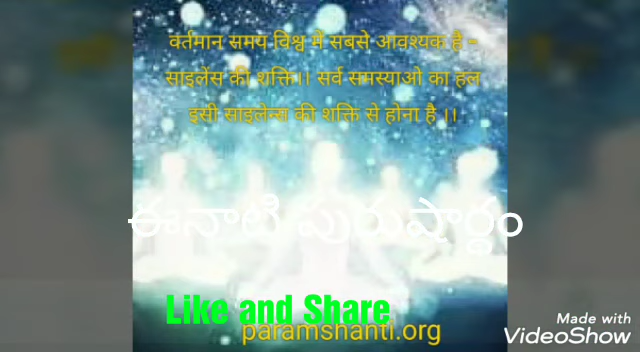 वर्तमान समय विश्व में सबसे आवश्यक है -
साइलेंस की शक्ति।। सर्व समस्याओ का हल
इसी साइलेन्स की शक्ति से होना है ।।
ఈనాటి పురుషార్థం
Like and Share
paramshanti.org
Made with
VideoShow